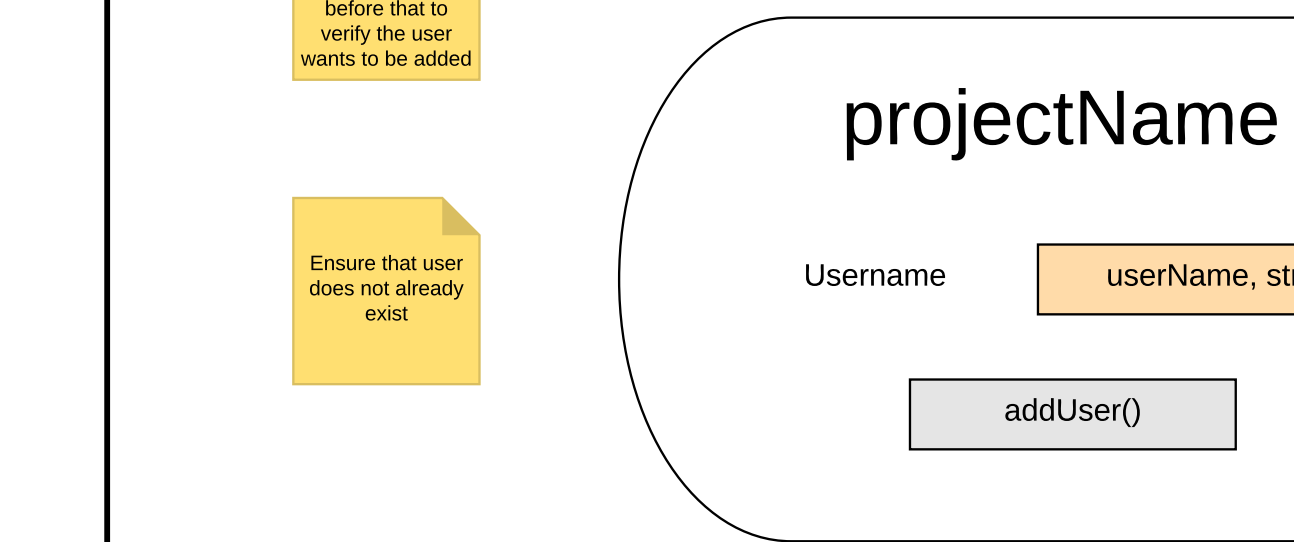 before that to
verify the user
wants to be added
projectName
Ensure that user
does not already
exist
Username
userName,
addUser()